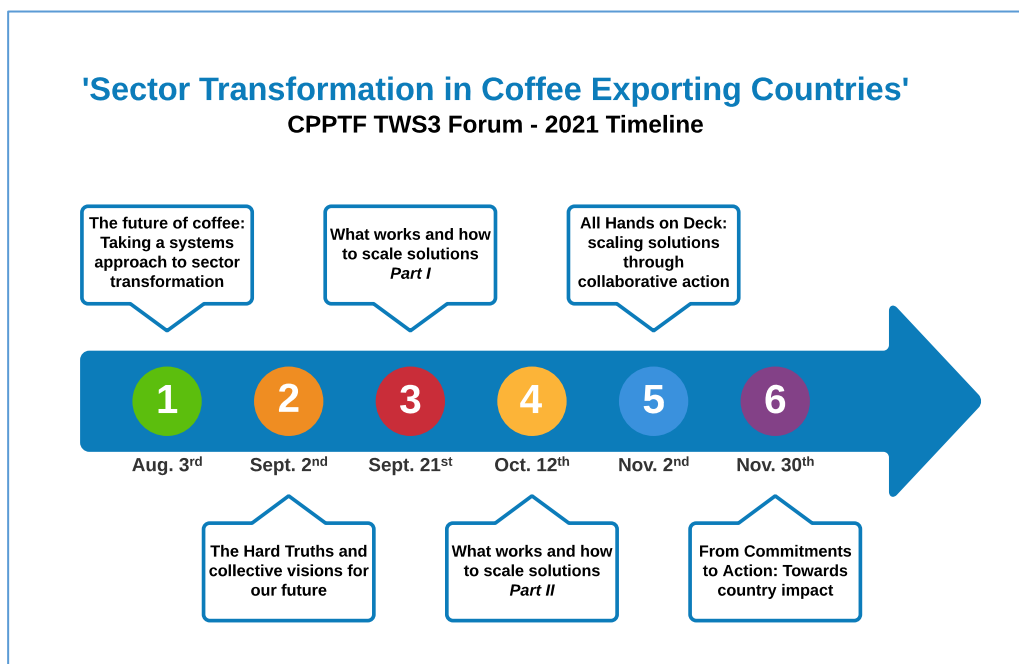 'Sector Transformation in Coffee Exporting Countries'
CPPTF TWS3 Forum - 2021 Timeline
The future of coffee:
Taking a systems
approach to sector
transformation
What works and how
to scale solutions
Part I
All Hands on Deck:
scaling solutions
through
collaborative action
1 2 3 4 5 6
Aug. 3rd Sept. 2nd Sept. 21st Oct. 12th Nov. 2nd Nov. 30th
The Hard Truths and
collective visions for
our future
What works and how
to scale solutions
Part II
From Commitments
to Action: Towards
country impact